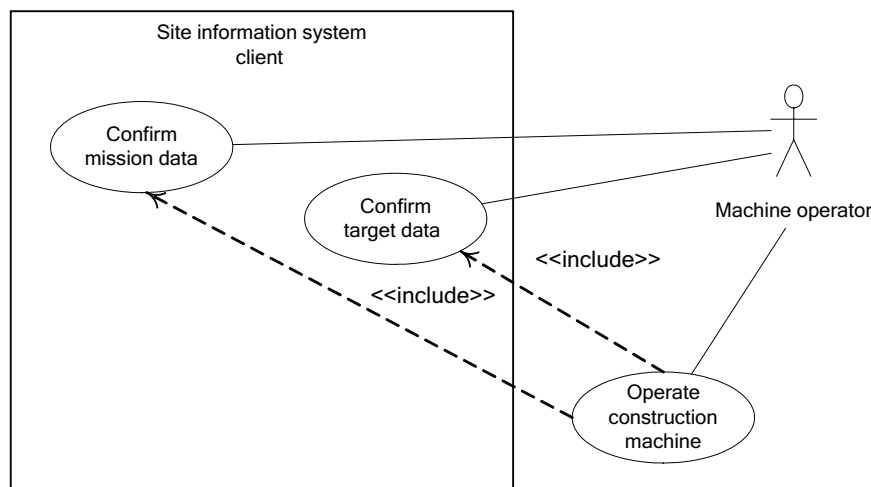 Site information system
client
Confirm
mission data
Confirm
target data
Machine operator
<<include>>
<<include>>
Operate
construction
machine